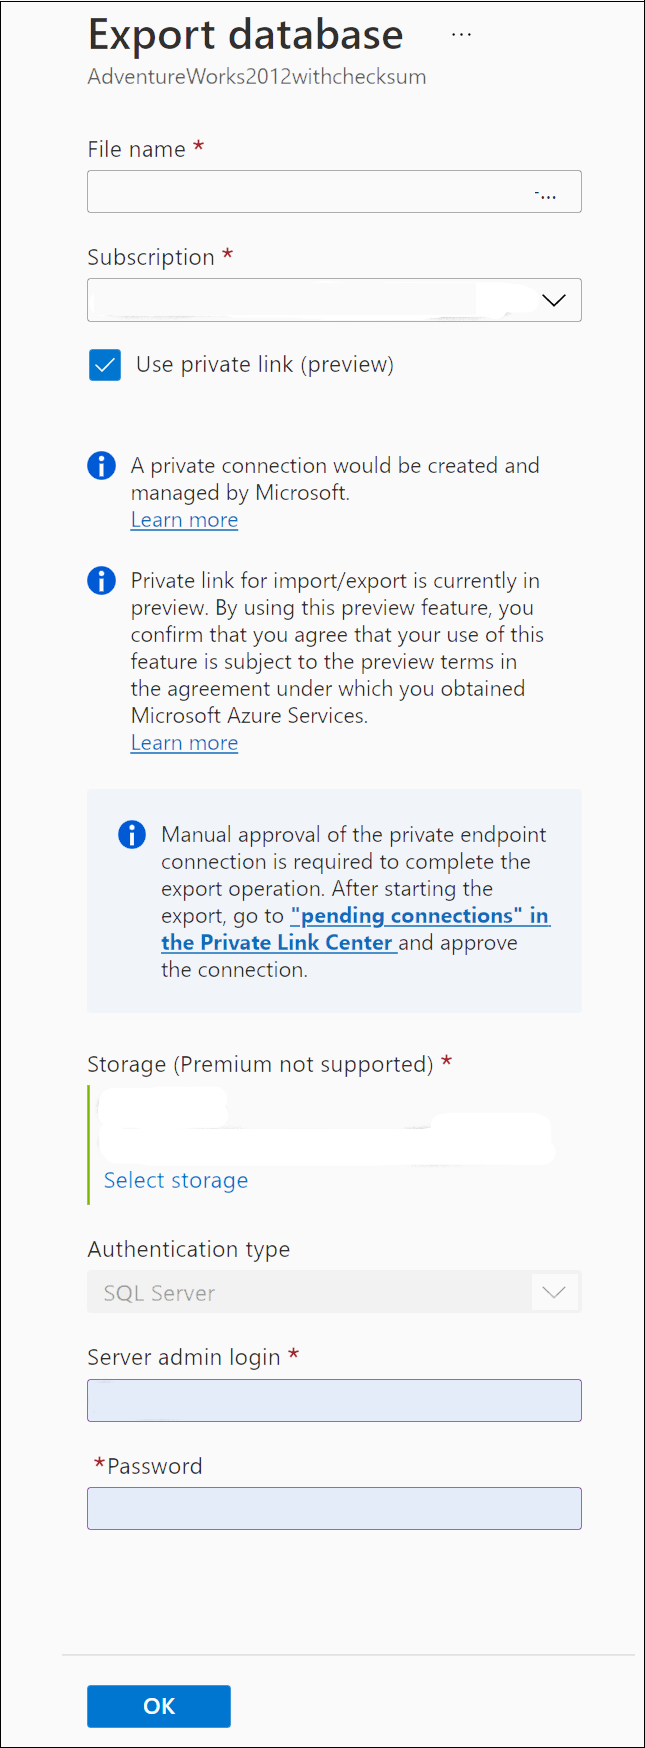 Export database ...
AdventureWorks2012withchecksum
File name *
-...
Subscription *
Use private link (preview)
A private connection would be created and
managed by Microsoft.
Learn more
Private link for import/export is currently in
preview. By using this preview feature, you
confirm that you agree that your use of this
feature is subject to the preview terms in
the agreement under which you obtained
Microsoft Azure Services.
Learn more
Manual approval of the private endpoint
connection is required to complete the
export operation. After starting the
export, go to "pending connections" in
the Private Link Center and approve
the connection.
Storage (Premium not supported) *
Select storage
Authentication type
SQL Server
Server admin login *
*Password
OK